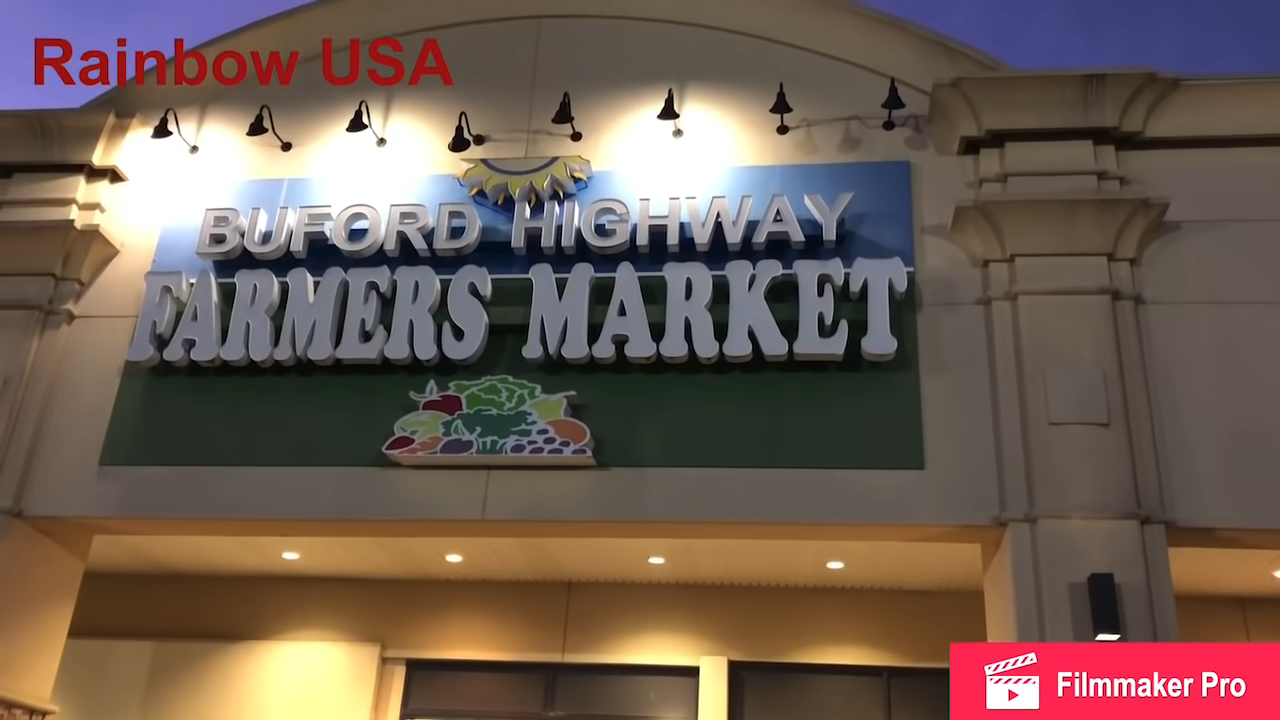 Rainbow USA
BUFORD HIGHWAY
FARMERS MARKET
Filmmaker Pro